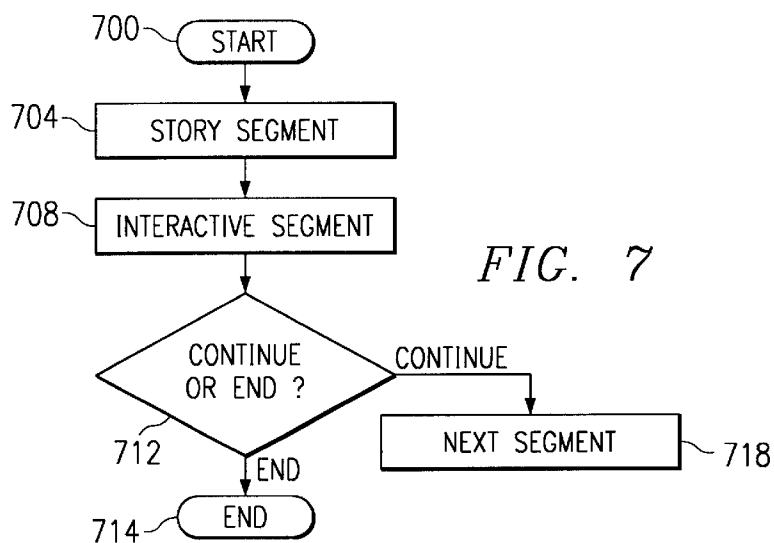 700
START
704
STORY SEGMENT
708
INTERACTIVE SEGMENT
FIG. 7
CONTINUE
OR END ?
CONTINUE
712
NEXT SEGMENT
718
END
714
END